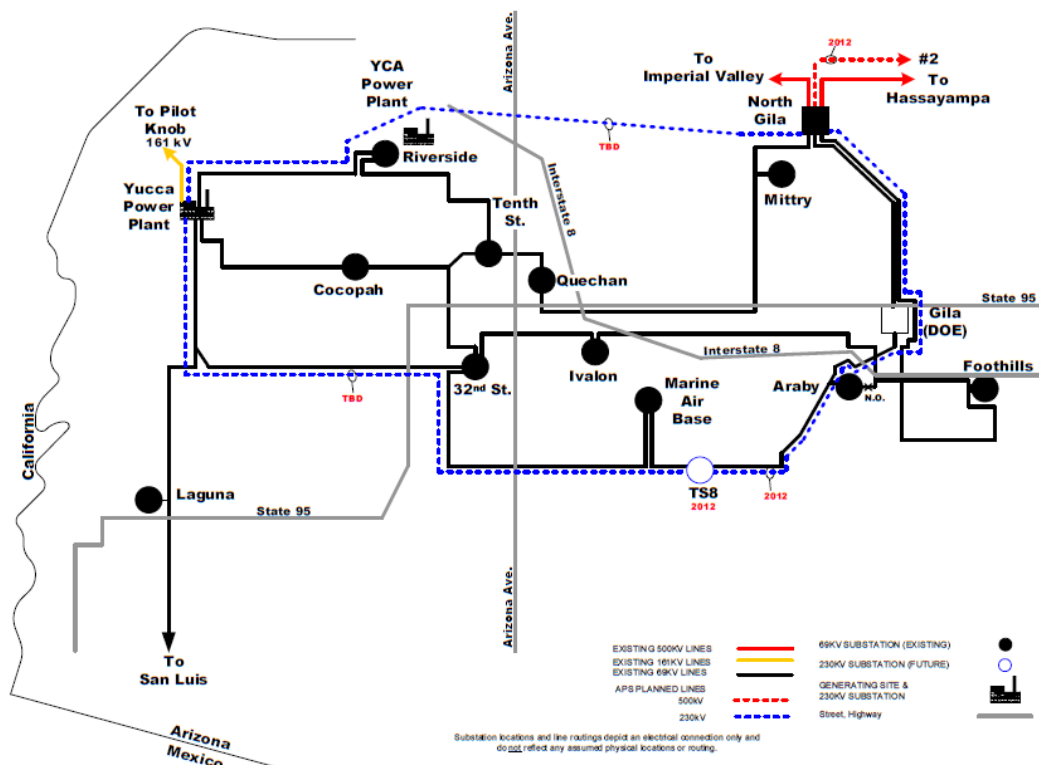 2012
#2
To
Imperial Valley
To
Hassayampa
North
Gila
YCA
Power
Plant
Arizona Ave.
To Pilot
Knob
161 kV
TBD
Riverside
Interstate 8
Mittry
Yucca
Power
Plant
Tenth
St.
Cocopah
Quechan
State 95
Gila
(DOE)
Interstate 8
Foothills
Ivalon
32nd St.
Marine
Air
Base
Araby
N.O.
TBD
California
Laguna
TS8
2012
2012
State 95
Arizona Ave.
To
San Luis
Arizona
Mexico
EXISTING 500KV LINES
EXISTING 161KV LINES
EXISTING 69KV LINES
APS PLANNED LINES
500kV
230kV
69KV SUBSTATION (EXISTING)
230KV SUBSTATION (FUTURE)
GENERATING SITE &
230KV SUBSTATION
Street, Highway
Substation locations and line routings depict an electrical connection only and
do not reflect any assumed physical locations or routing.